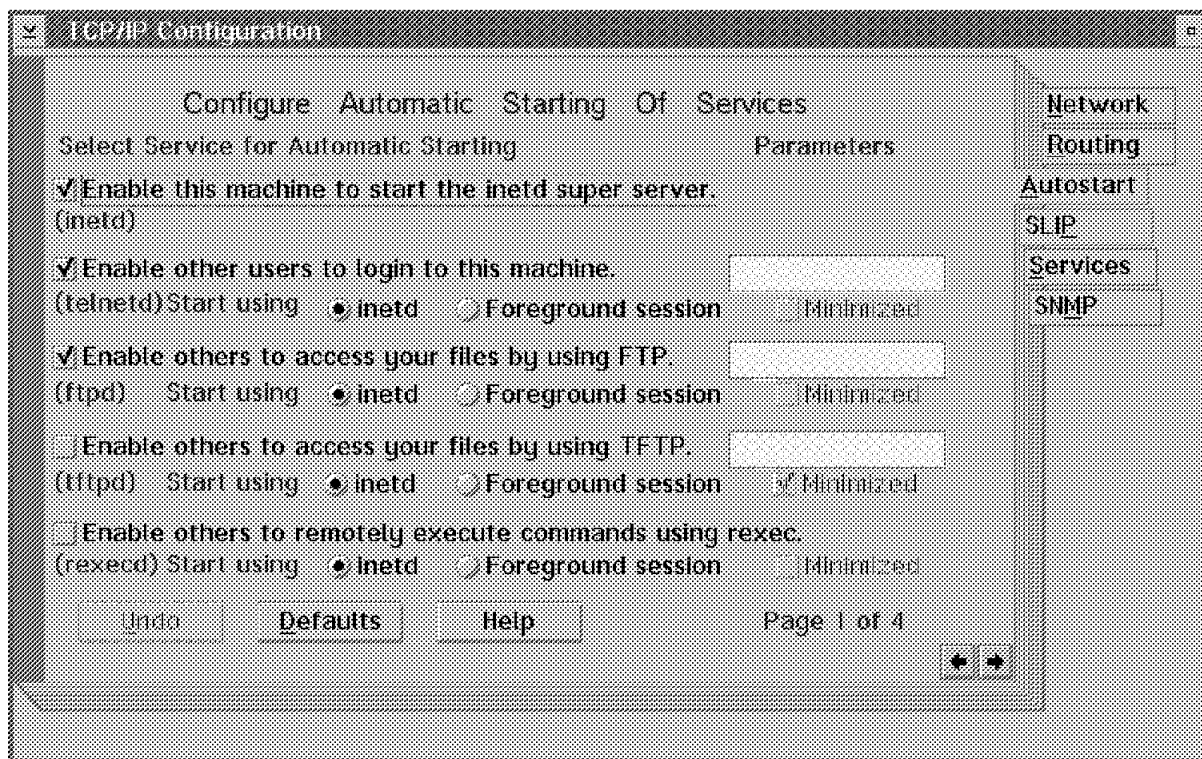 TCP/IP Configuration
Configure Automatic Starting Of Services
Select Service for Automatic Starting Parameters
Enable this machine to start the inetd super server.
(inetd)
Enable other users to login to this machine.
(telnetd) Start using inetd Foreground session Minimized
Enable others to access your files by using FTP.
(ftpd) Start using inetd Foreground session Minimized
Enable others to access your files by using TFTP.
(tftpd) Start using inetd Foreground session Minimized
Enable others to remotely execute commands using rexec.
(rexecd) Start using inetd Foreground session Minimized
Undo Defaults Help Page 1 of 4
Network
Routing
Autostart
SLIP
Services
SNMP